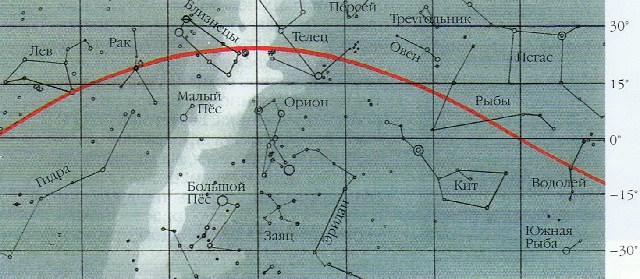 Близнецы
Персей
Треугольник
30°
Лев
Рак
Телец
Овен
Пегас
15°
Малый
Пёс
Орион
Рыбы
0°
Гидра
Большой
Пёс
Кит
Водолей
−15°
Заяц
Эридан
Южная
Рыба
−30°